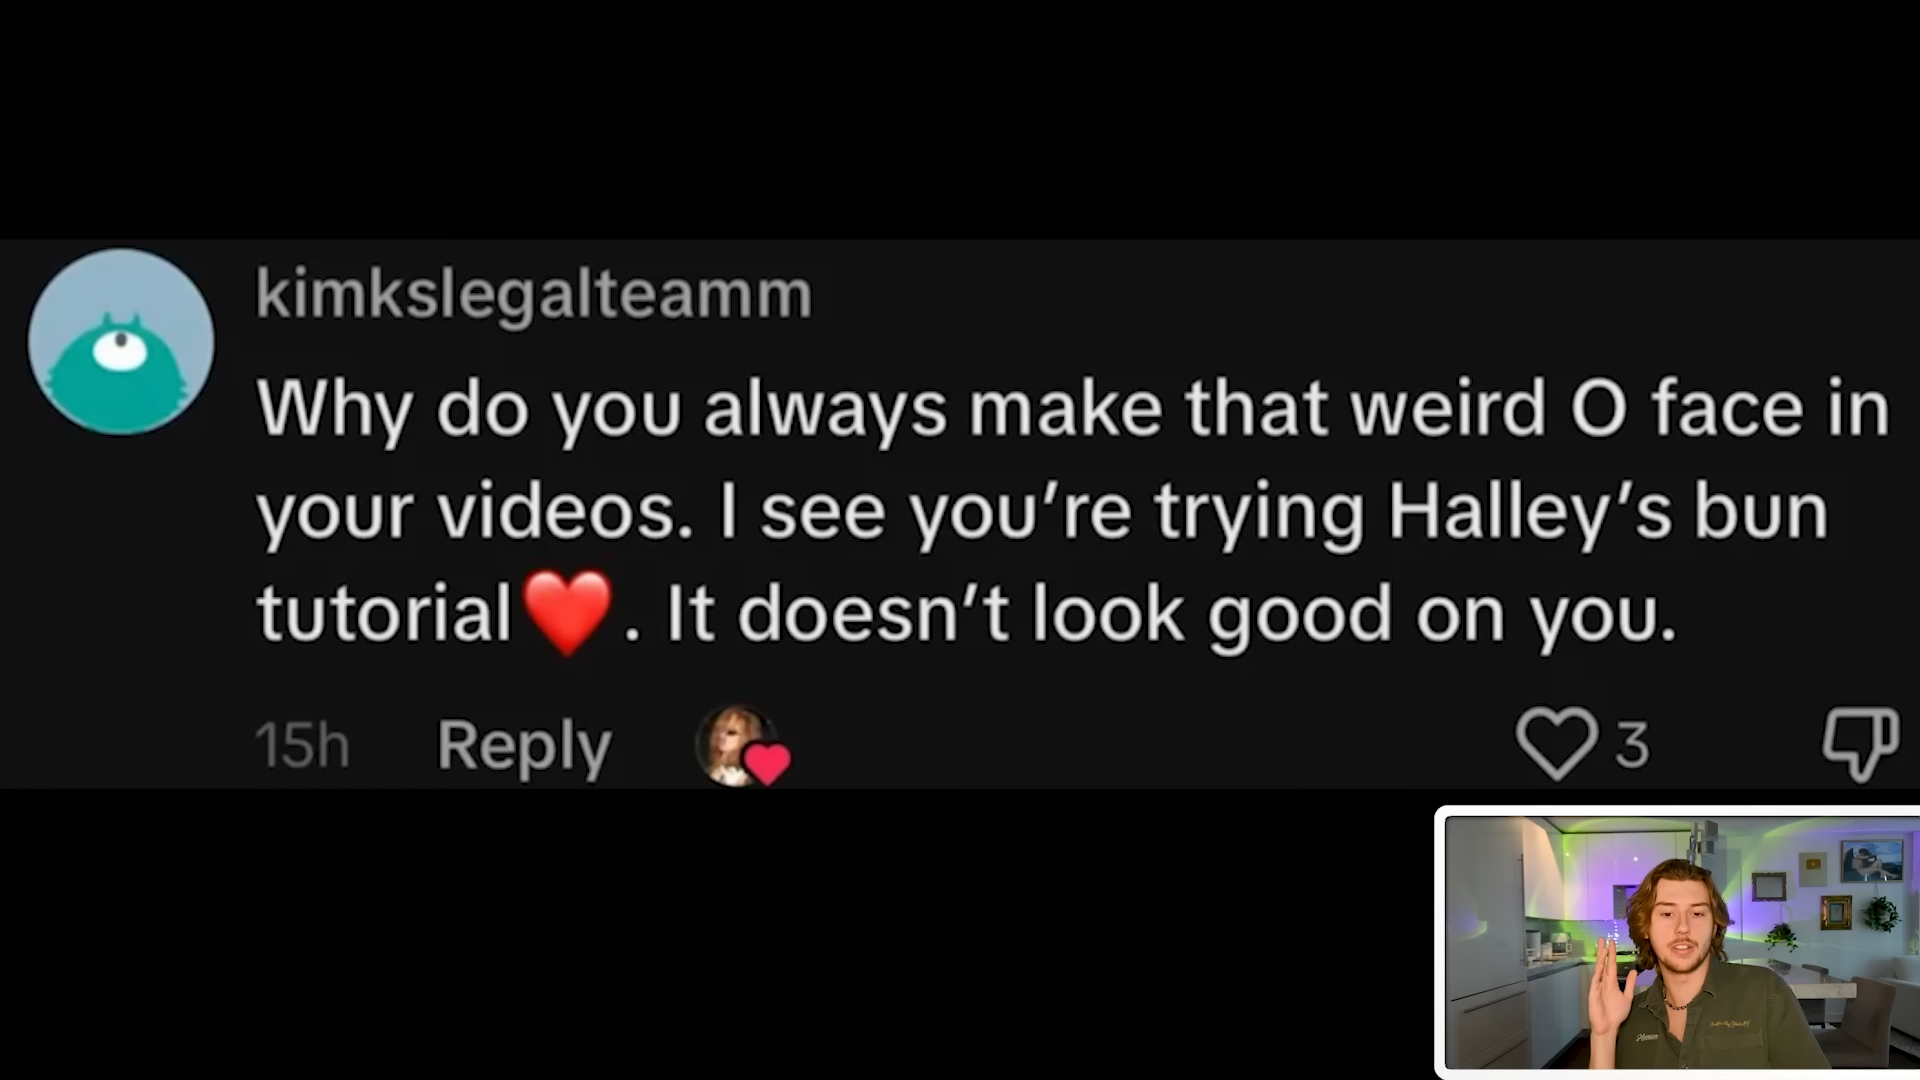 kimkslegalteamm
Why do you always make that weird O face in
your videos. I see you’re trying Halley’s bun
tutorial❤️. It doesn’t look good on you.
15h Reply 3